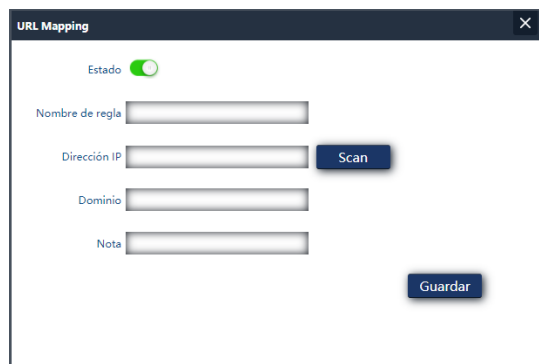 URL Mapping
Estado
Nombre de regla
Dirección IP
Scan
Dominio
Nota
Guardar